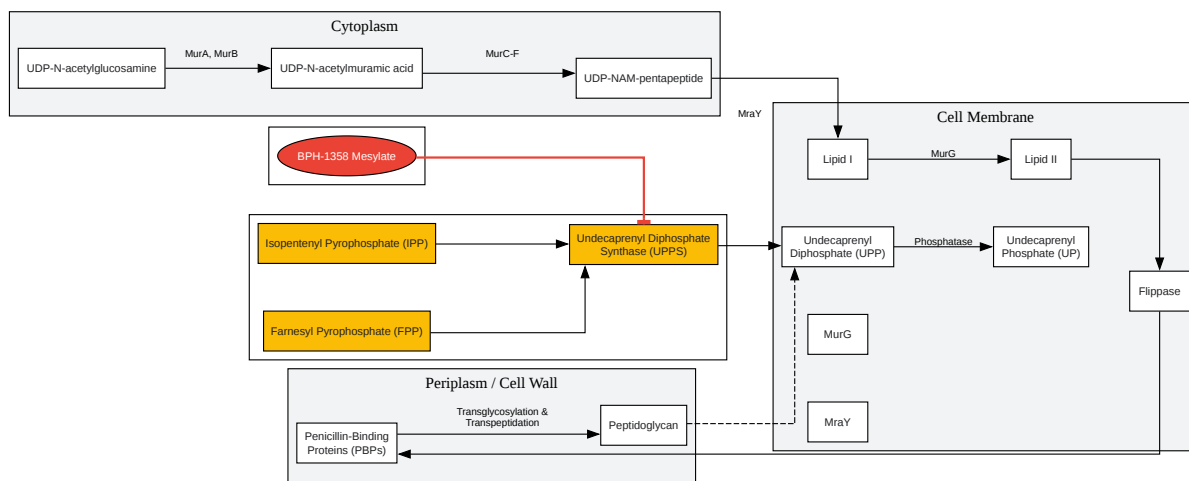 Cytoplasm
UDP-N-acetylglucosamine
MurA, MurB
UDP-N-acetylmuramic acid
MurC-F
UDP-NAM-pentapeptide
MraY
Cell Membrane
Lipid I
MurG
Lipid II
BPH-1358 Mesylate
Isopentenyl Pyrophosphate (IPP)
Undecaprenyl Diphosphate
Synthase (UPPS)
Undecaprenyl
Diphosphate (UPP)
Phosphatase
Undecaprenyl
Phosphate (UP)
Flippase
Farnesyl Pyrophosphate (FPP)
MurG
MraY
Periplasm / Cell Wall
Penicillin-Binding
Proteins (PBPs)
Transglycosylation &
Transpeptidation
Peptidoglycan